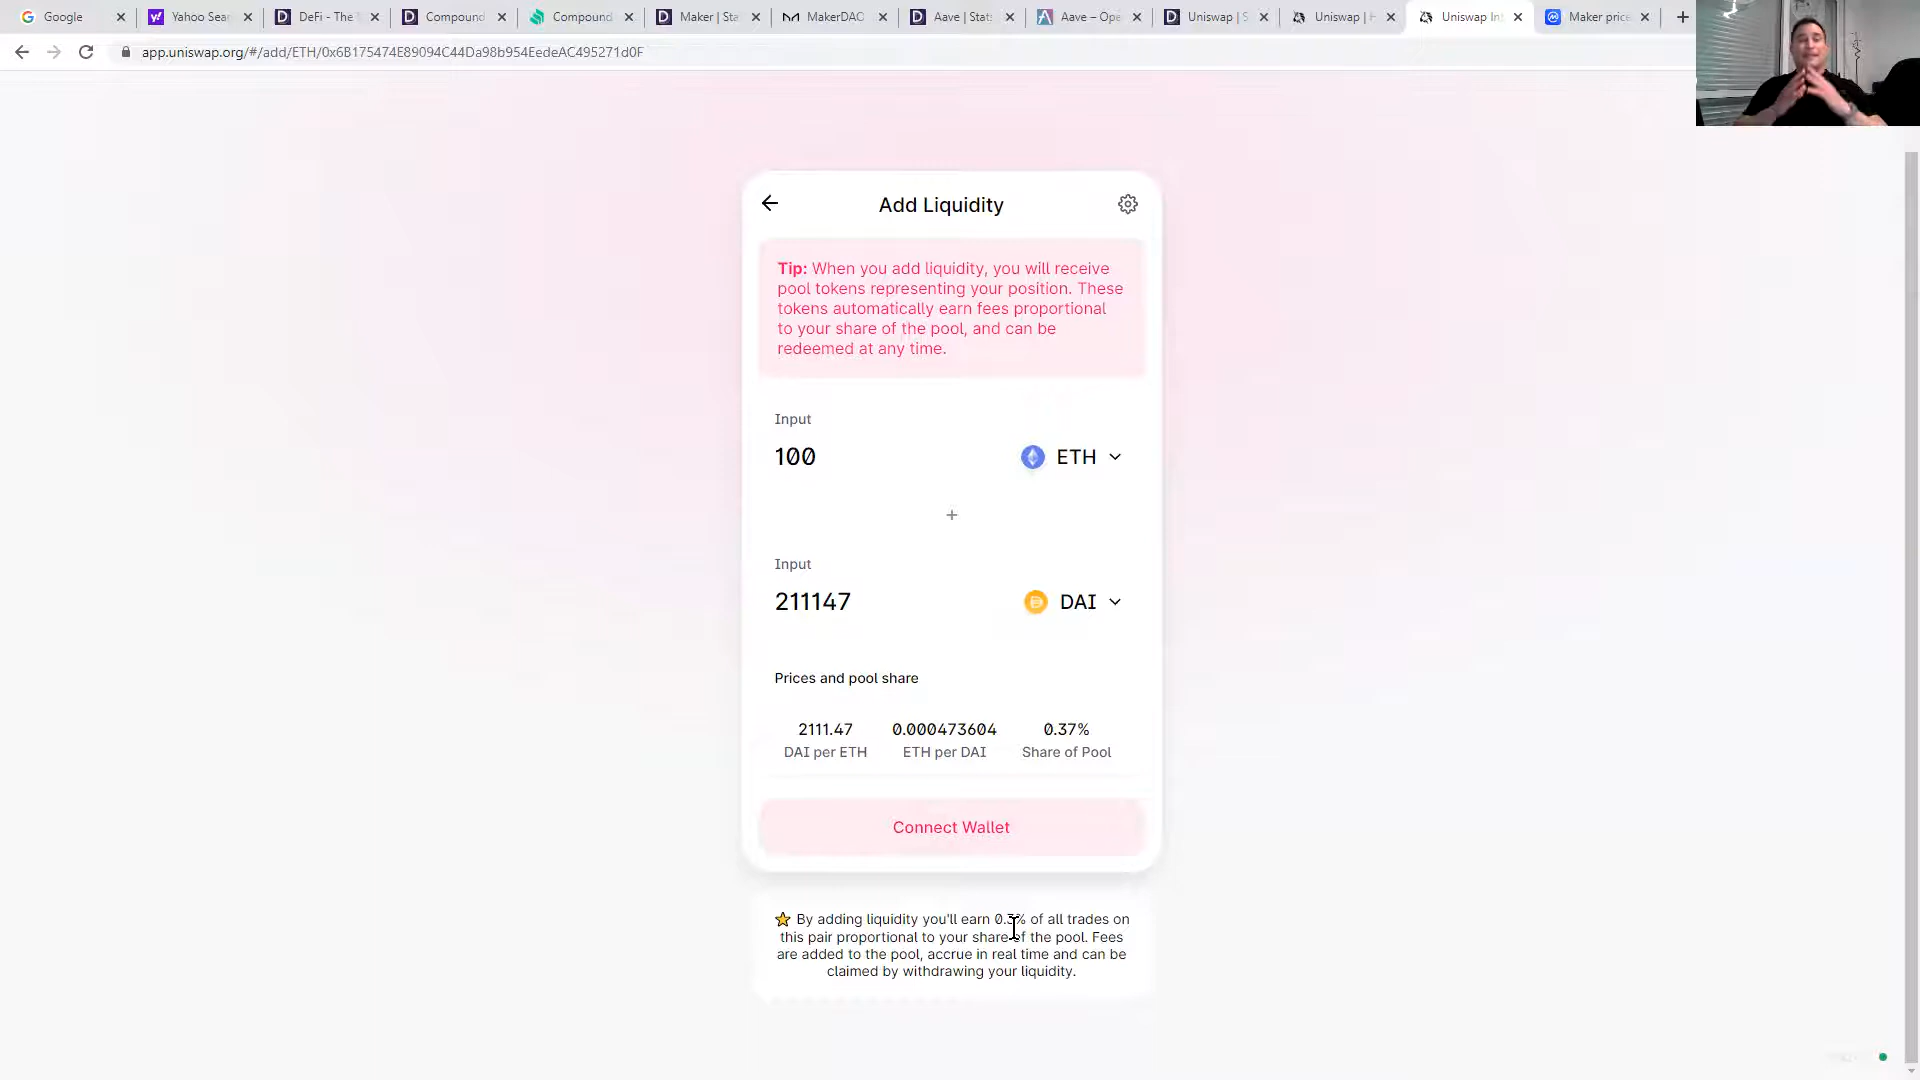 Google
Yahoo Sear
DeFi - The
Compound
Compound
Maker | Sta
MakerDAO
Aave | Stat
Aave – Ope
Uniswap | S
Uniswap | H
Uniswap Int
Maker price
app.uniswap.org/#/add/ETH/0x6B175474E89094C44Da98b954EedeAC495271d0F
Add Liquidity
Tip: When you add liquidity, you will receive
pool tokens representing your position. These
tokens automatically earn fees proportional
to your share of the pool, and can be
redeemed at any time.
Input
100 ETH
+
Input
211147 DAI
Prices and pool share
2111.47 0.000473604 0.37%
DAI per ETH ETH per DAI Share of Pool
Connect Wallet
By adding liquidity you'll earn 0.3% of all trades on
this pair proportional to your share of the pool. Fees
are added to the pool, accrue in real time and can be
claimed by withdrawing your liquidity.